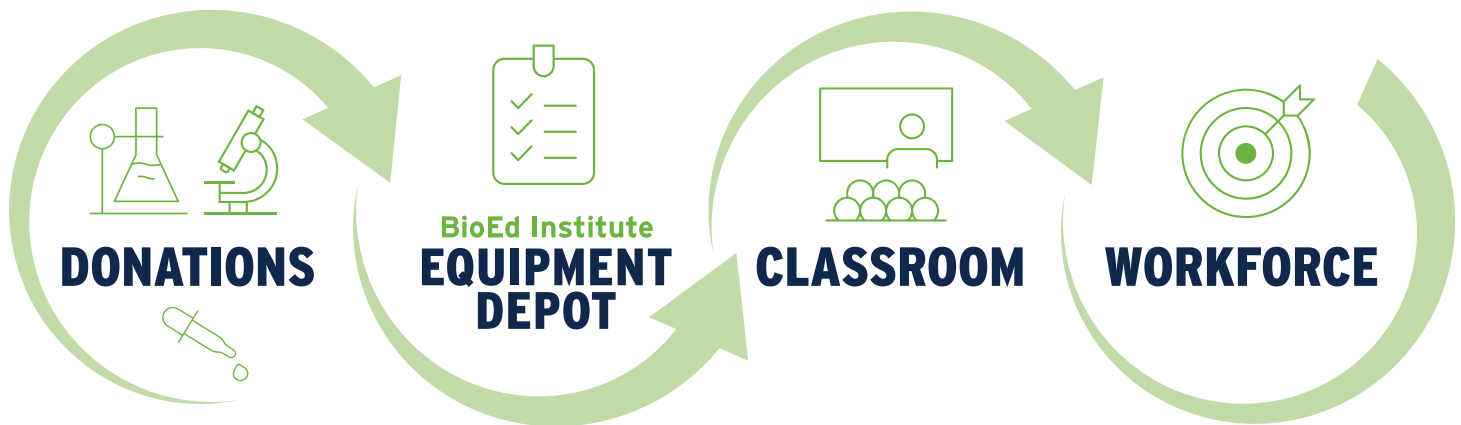 DONATIONS
BioEd Institute
EQUIPMENT
DEPOT
CLASSROOM
WORKFORCE